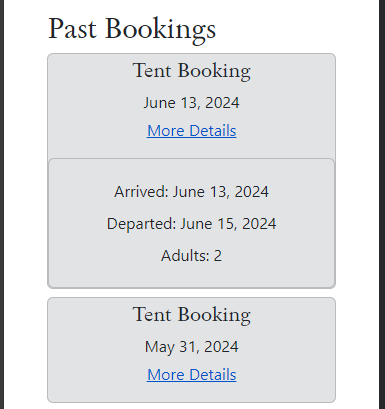 Past Bookings
Tent Booking
June 13, 2024
More Details
Arrived: June 13, 2024
Departed: June 15, 2024
Adults: 2
Tent Booking
May 31, 2024
More Details